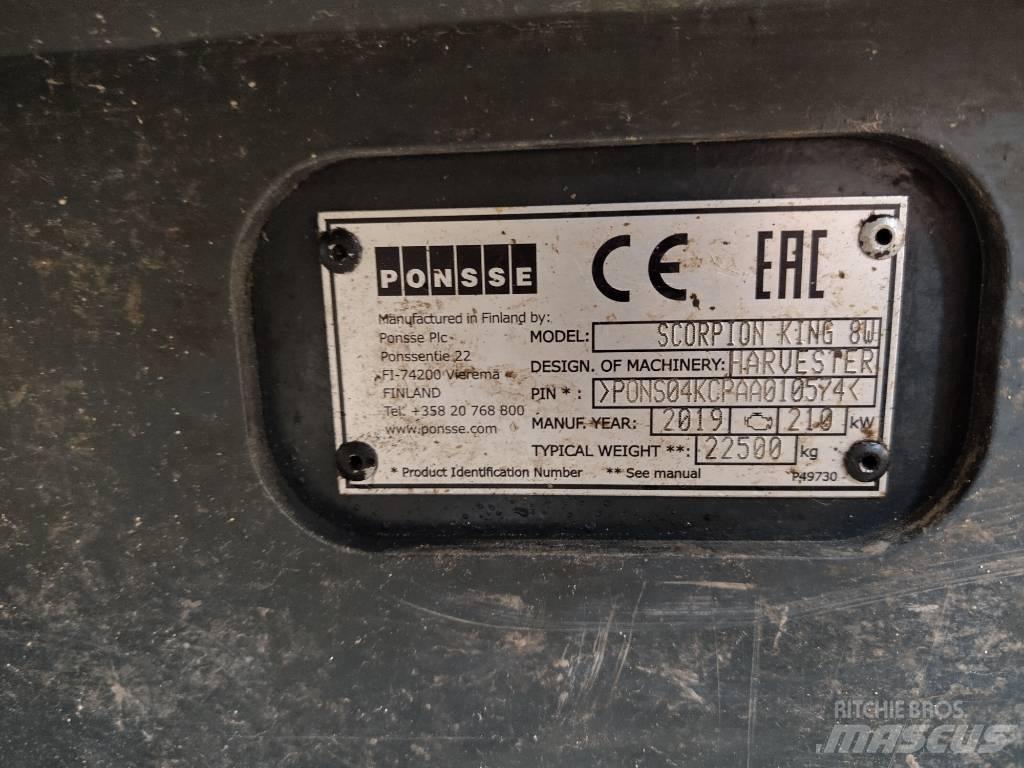 PONSSE CE EAC
Manufactured in Finland by:
Ponsse Plc
Ponssentie 22
FI-74200 Vieremä
FINLAND
Tel. +358 20 768 800
www.ponsse.com
MODEL: SCORPION KING 8W
DESIGN. OF MACHINERY: HARVESTER
PIN * : >PONS04KCPAA0105Y4<
MANUF. YEAR: 2019 210 kW
TYPICAL WEIGHT **: 22500 kg
* Product Identification Number ** See manual P49730
RITCHIE BROS.
MASCUS